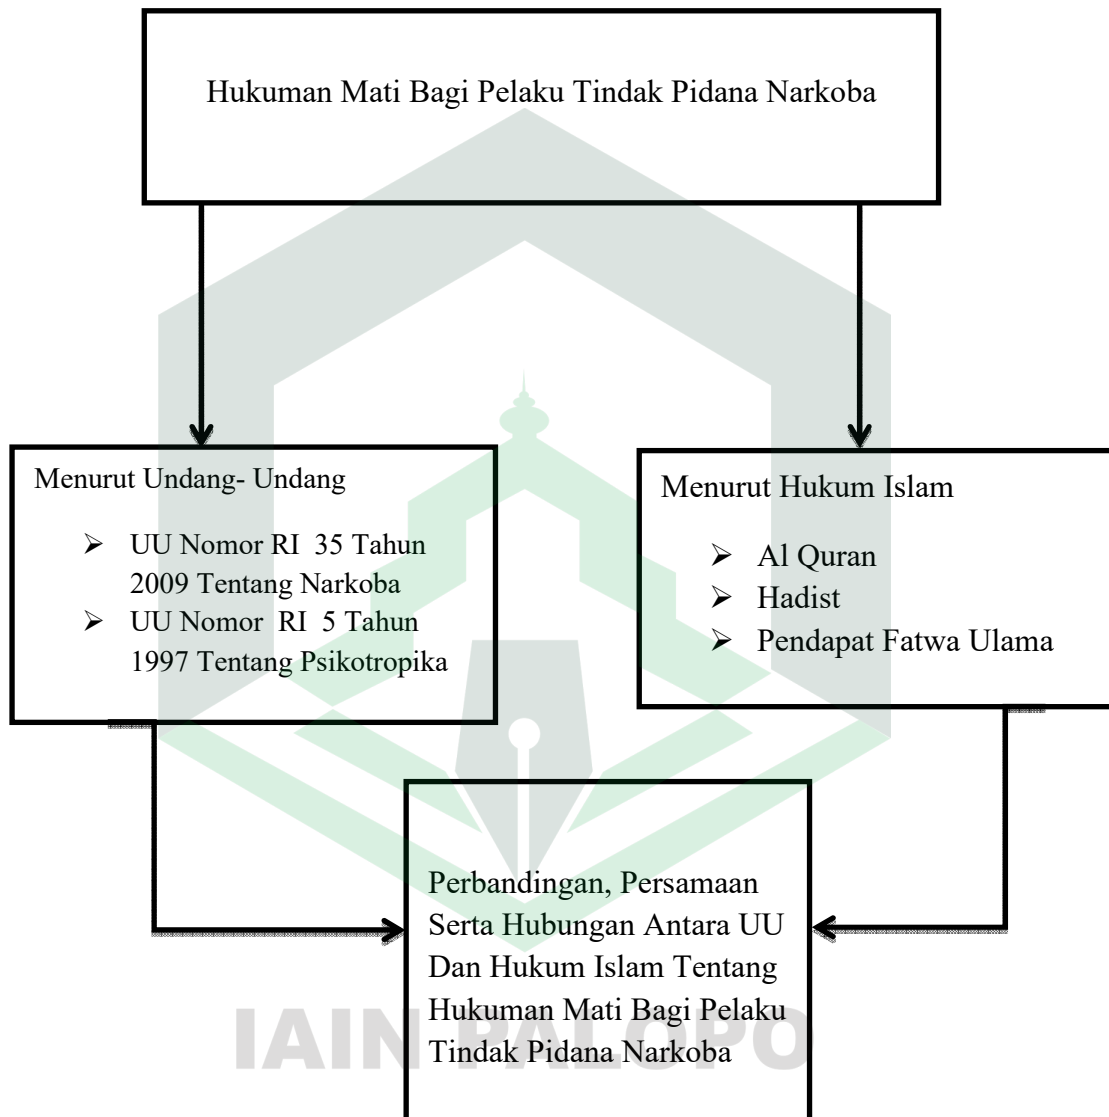 Hukuman Mati Bagi Pelaku Tindak Pidana Narkoba
Menurut Undang- Undang
➢ UU Nomor RI 35 Tahun
2009 Tentang Narkoba
➢ UU Nomor RI 5 Tahun
1997 Tentang Psikotropika
Menurut Hukum Islam
➢ Al Quran
➢ Hadist
➢ Pendapat Fatwa Ulama
Perbandingan, Persamaan
Serta Hubungan Antara UU
Dan Hukum Islam Tentang
Hukuman Mati Bagi Pelaku
Tindak Pidana Narkoba
IAIN PALOPO